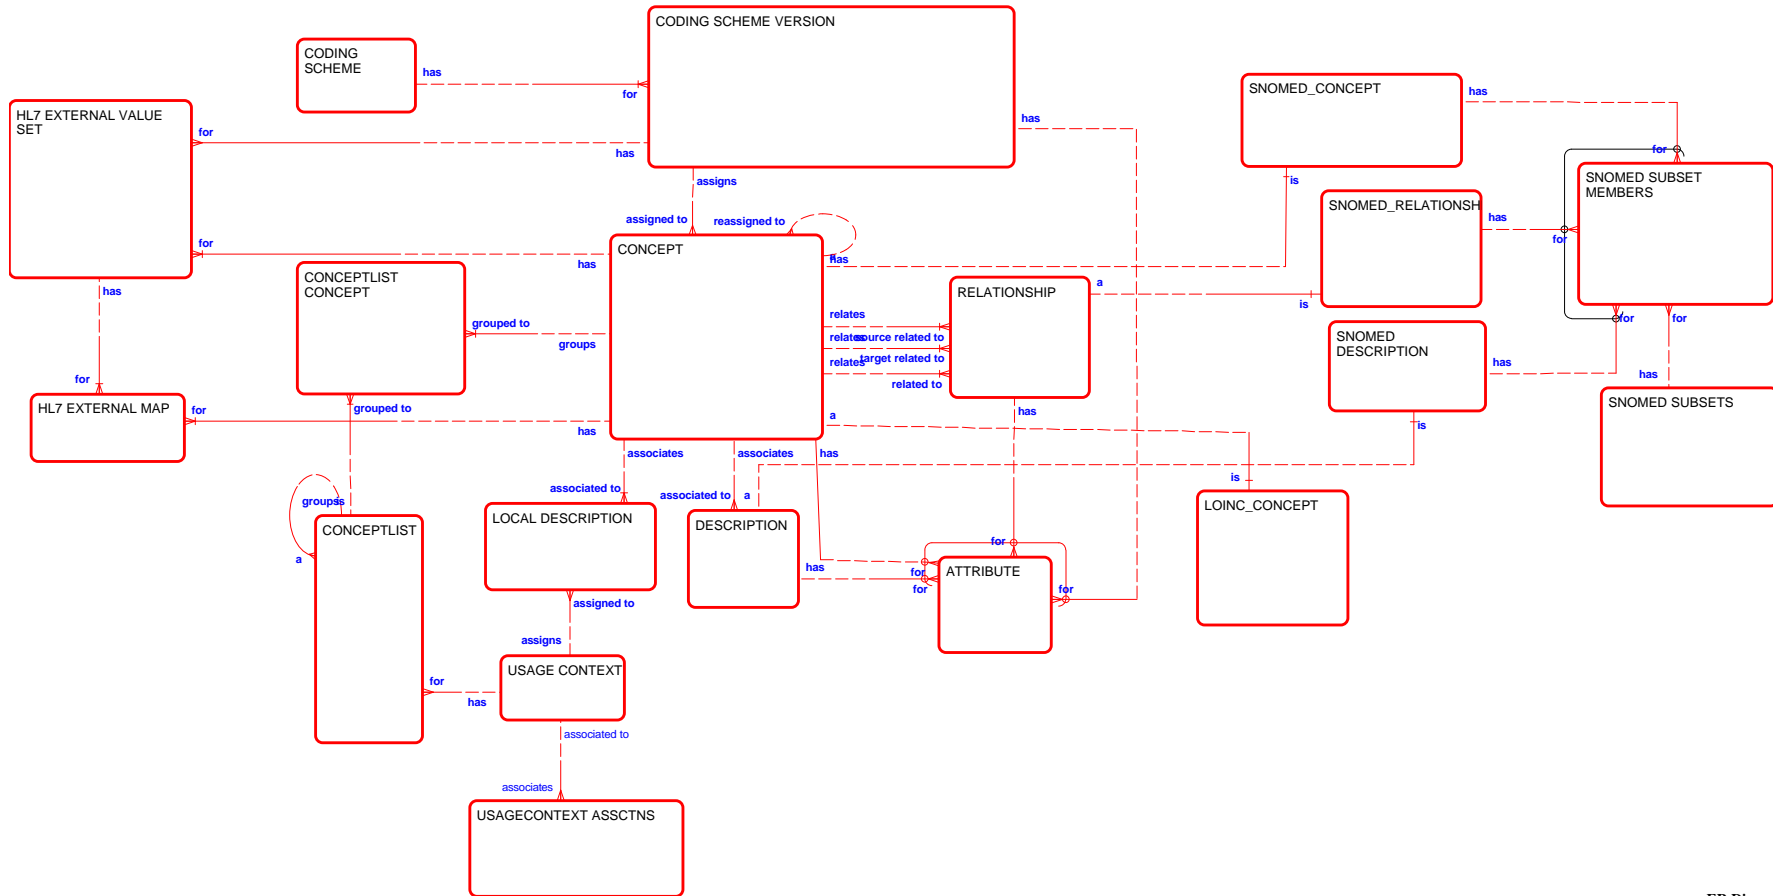 CODING SCHEME VERSION
CODING
SCHEME
has
for
HL7 EXTERNAL VALUE
SET
for
has
has
SNOMED_CONCEPT
has
for
is
SNOMED SUBSET
MEMBERS
assigns
assigned to
reassigned to
SNOMED_RELATIONSH
has
for
for
has
CONCEPT
has
CONCEPTLIST
CONCEPT
has
RELATIONSHIP
a
is
relates
grouped to
groups
relates
source related to
target related to
relates
related to
for
for
SNOMED
DESCRIPTION
has
has
SNOMED SUBSETS
for
HL7 EXTERNAL MAP
for
has
grouped to
has
a
is
associates
associates
has
associated to
associated to
a
is
groups
CONCEPTLIST
a
LOCAL DESCRIPTION
DESCRIPTION
LOINC_CONCEPT
for
has
for
for
ATTRIBUTE
for
assigned to
assigns
USAGE CONTEXT
for
has
associated to
associates
USAGECONTEXT ASSCTNS